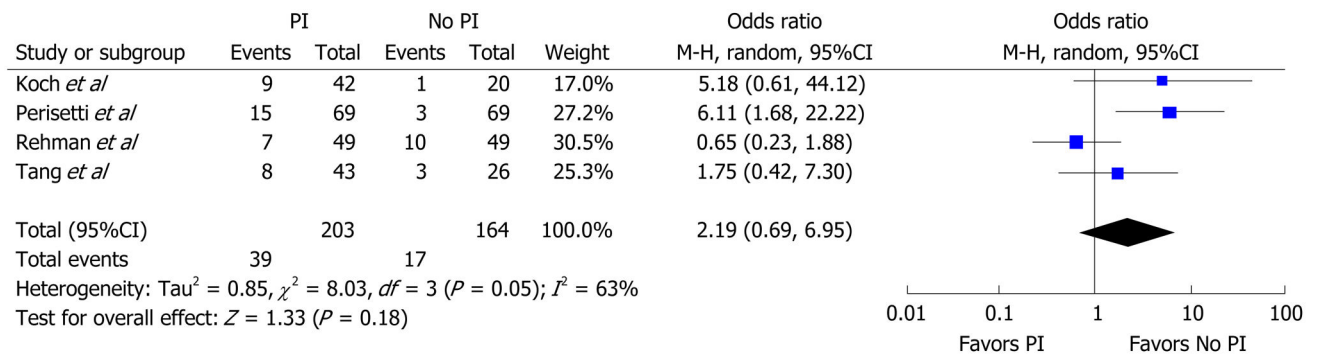 PI No PI Odds ratio Odds ratio
Study or subgroup Events Total Events Total Weight M-H, random, 95%CI M-H, random, 95%CI
Koch et al 9 42 1 20 17.0% 5.18 (0.61, 44.12)
Perisetti et al 15 69 3 69 27.2% 6.11 (1.68, 22.22)
Rehman et al 7 49 10 49 30.5% 0.65 (0.23, 1.88)
Tang et al 8 43 3 26 25.3% 1.75 (0.42, 7.30)
Total (95%CI) 203 164 100.0% 2.19 (0.69, 6.95)
Total events 39 17
Heterogeneity: Tau² = 0.85, χ² = 8.03, df = 3 (P = 0.05); I² = 63%
Test for overall effect: Z = 1.33 (P = 0.18)
0.01 0.1 1 10 100
Favors PI Favors No PI